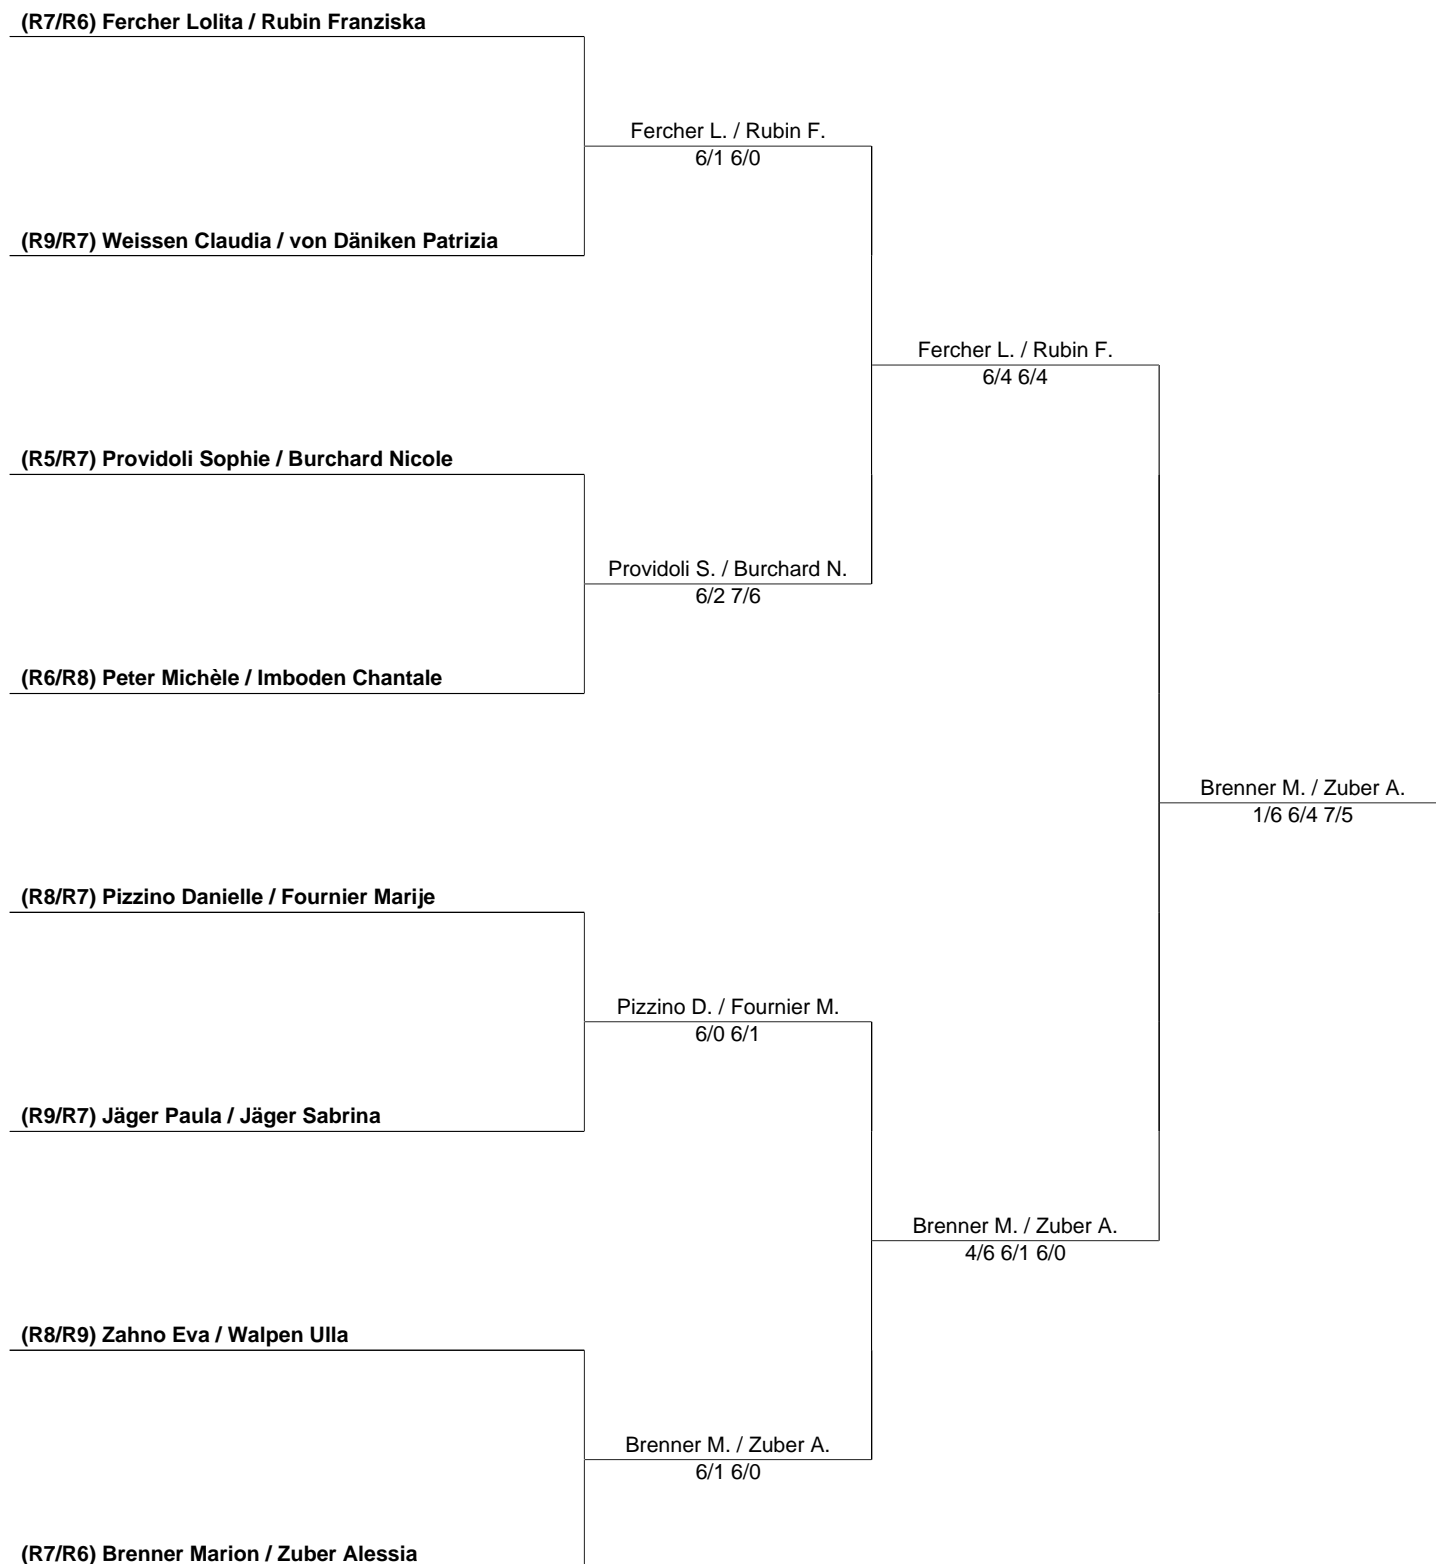 (R7/R6) Fercher Lolita / Rubin Franziska
Fercher L. / Rubin F.
6/1 6/0
(R9/R7) Weissen Claudia / von Däniken Patrizia
Fercher L. / Rubin F.
6/4 6/4
(R5/R7) Providoli Sophie / Burchard Nicole
Providoli S. / Burchard N.
6/2 7/6
(R6/R8) Peter Michèle / Imboden Chantale
Brenner M. / Zuber A.
1/6 6/4 7/5
(R8/R7) Pizzino Danielle / Fournier Marije
Pizzino D. / Fournier M.
6/0 6/1
(R9/R7) Jäger Paula / Jäger Sabrina
Brenner M. / Zuber A.
4/6 6/1 6/0
(R8/R9) Zahno Eva / Walpen Ulla
Brenner M. / Zuber A.
6/1 6/0
(R7/R6) Brenner Marion / Zuber Alessia